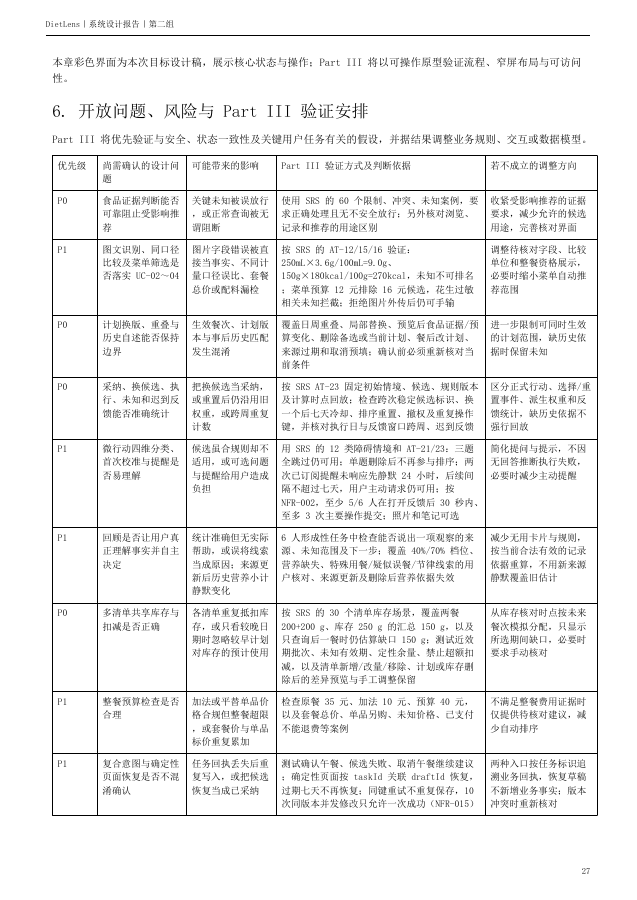 DietLens｜系统设计报告｜第二组
本章彩色界面为本次目标设计稿，展示核心状态与操作；Part III 将以可操作原型验证流程、窄屏布局与可访问
性。
6. 开放问题、风险与 Part III 验证安排
Part III 将优先验证与安全、状态一致性及关键用户任务有关的假设，并据结果调整业务规则、交互或数据模型。
优先级
尚需确认的设计问
题
可能带来的影响
Part III 验证方式及判断依据
若不成立的调整方向
P0
食品证据判断能否
可靠阻止受影响推
荐
关键未知被误放行
，或正常查询被无
谓阻断
使用 SRS 的 60 个限制、冲突、未知案例，要
求正确处理且无不安全放行；另外核对浏览、
记录和推荐的用途区别
收紧受影响推荐的证据
要求，减少允许的候选
用途，完善核对界面
P1
图文识别、同口径
比较及菜单筛选是
否落实 UC-02～04
图片字段错误被直
接当事实、不同计
量口径误比、套餐
总价或配料漏检
按 SRS 的 AT-12/15/16 验证：
250mL×3.6g/100mL=9.0g、
150g×180kcal/100g=270kcal，未知不可排名
；菜单预算 12 元排除 16 元候选，花生过敏
相关未知拦截；拒绝图片外传后仍可手输
调整待核对字段、比较
单位和整餐资格展示，
必要时缩小菜单自动推
荐范围
P0
计划换版、重叠与
历史自述能否保持
边界
生效餐次、计划版
本与事后历史匹配
发生混淆
覆盖日周重叠、局部替换、预览后食品证据/预
算变化、删除备选或当前计划、餐后改计划、
来源过期和取消预填；确认前必须重新核对当
前条件
进一步限制可同时生效
的计划范围，缺历史依
据时保留未知
P0
采纳、换候选、执
行、未知和迟到反
馈能否准确统计
把换候选当采纳，
或重置后仍沿用旧
权重，或跨周重复
计数
按 SRS AT-23 固定初始情境、候选、规则版本
及计算时点回放；检查跨次稳定候选标识、换
一个后七天冷却、排序重置、撤权及重复操作
键，并核对执行日与反馈窗口跨周、迟到反馈
区分正式行动、选择/重
置事件、派生权重和反
馈统计，缺历史依据不
强行回放
P1
微行动四维分类、
首次校准与提醒是
否易理解
候选虽合规则却不
适用，或可选问题
与提醒给用户造成
负担
用 SRS 的 12 类障碍情境和 AT-21/23：三题
全跳过仍可用；单题删除后不再参与排序；两
次已订阅提醒未响应先静默 24 小时，后续间
隔不超过七天，用户主动请求仍可用；按
NFR-002，至少 5/6 人在打开反馈后 30 秒内、
至多 3 次主要操作提交；照片和笔记可选
简化提问与提示，不因
无回答推断执行失败，
必要时减少主动提醒
P1
回顾是否让用户真
正理解事实并自主
决定
统计准确但无实际
帮助，或误将线索
当成原因；来源更
新后历史营养小计
静默变化
6 人形成性任务中检查能否说出一项观察的来
源、未知范围及下一步；覆盖 40%/70% 档位、
营养缺失、特殊用餐/疑似误餐/节律线索的用
户核对、来源更新及删除后营养依据失效
减少无用卡片与规则，
按当前合法有效的记录
依据重算，不用新来源
静默覆盖旧估计
P0
多清单共享库存与
扣减是否正确
各清单重复抵扣库
存，或只看较晚日
期时忽略较早计划
对库存的预计使用
按 SRS 的 30 个清单库存场景，覆盖两餐
200+200 g、库存 250 g 的汇总 150 g，以及
只查询后一餐时仍估算缺口 150 g；测试近效
期批次、未知有效期、定性余量、禁止超额扣
减，以及清单新增/改量/移除、计划或库存删
除后的差异预览与手工调整保留
从库存核对时点按未来
餐次模拟分配，只显示
所选期间缺口，必要时
要求手动核对
P1
整餐预算检查是否
合理
加法或平替单品价
格合规但整餐超限
，或套餐价与单品
标价重复累加
检查原餐 35 元、加法 10 元、预算 40 元，
以及套餐总价、单品另购、未知价格、已支付
不能退费等案例
不满足整餐费用证据时
仅提供待核对建议，减
少自动排序
P1
复合意图与确定性
页面恢复是否不混
淆确认
任务回执丢失后重
复写入，或把候选
恢复当成已采纳
测试确认午餐、候选失败、取消午餐继续建议
；确定性页面按 taskId 关联 draftId 恢复，
过期七天不再恢复；同键重试不重复保存，10
次同版本并发修改只允许一次成功（NFR-015）
两种入口按任务标识追
溯业务回执，恢复草稿
不新增业务事实；版本
冲突时重新核对
27